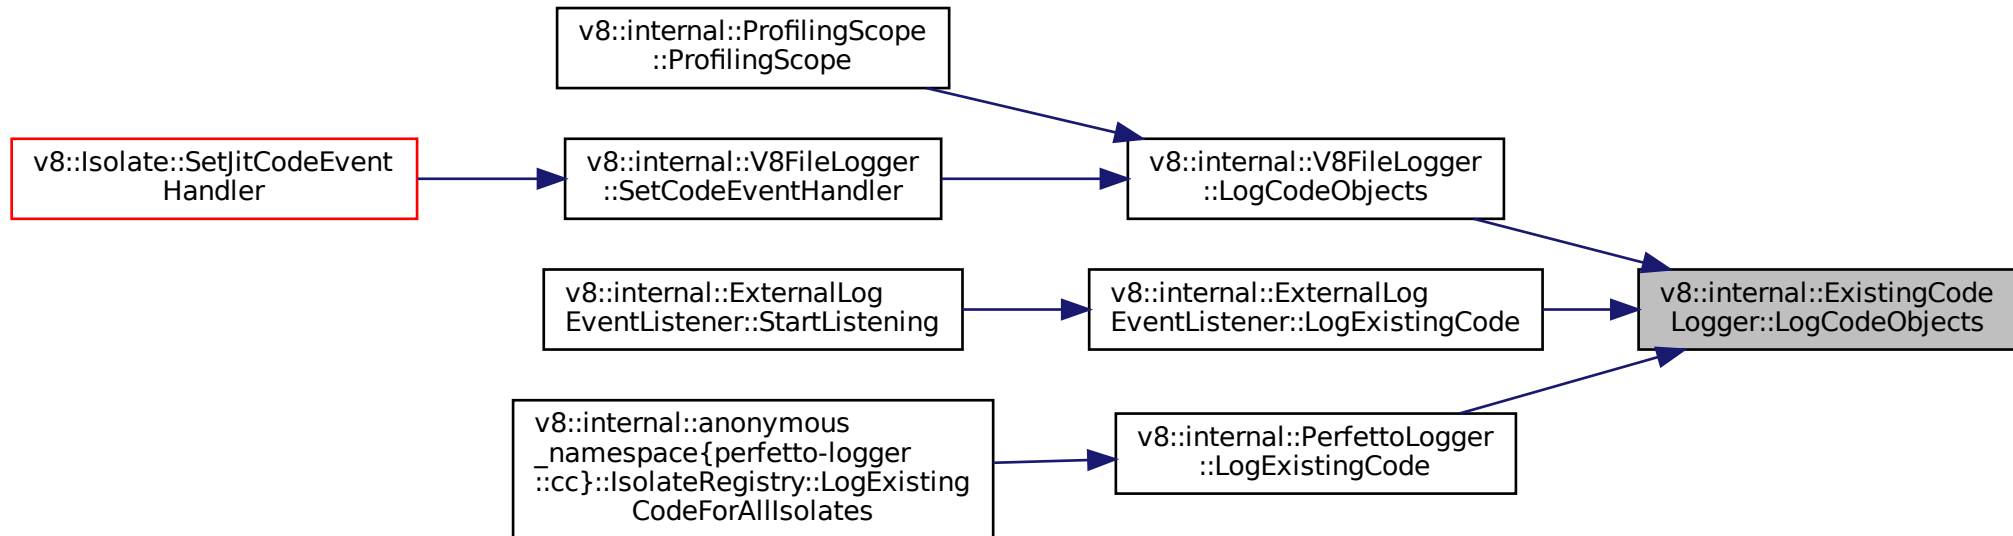 v8::internal::ProfilingScope
::ProfilingScope
v8::Isolate::SetJitCodeEvent
Handler
v8::internal::V8FileLogger
::SetCodeEventHandler
v8::internal::V8FileLogger
::LogCodeObjects
v8::internal::ExternalLog
EventListener::StartListening
v8::internal::ExternalLog
EventListener::LogExistingCode
v8::internal::ExistingCode
Logger::LogCodeObjects
v8::internal::anonymous
_namespace{perfetto-logger
::cc}::IsolateRegistry::LogExisting
CodeForAllIsolates
v8::internal::PerfettoLogger
::LogExistingCode